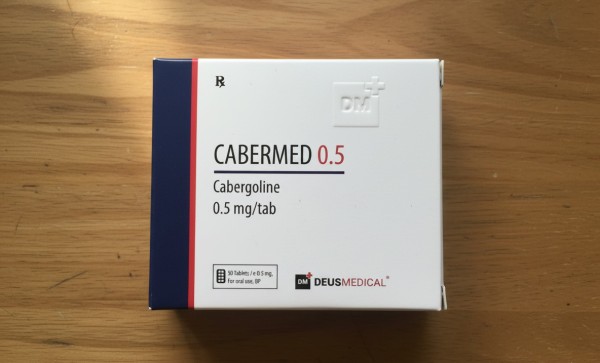 ℞
DM
CABERMED 0.5
Cabergoline
0.5 mg/tab
50 Tablets / e 0.5 mg,
for oral use, BP
DM DEUSMEDICAL®